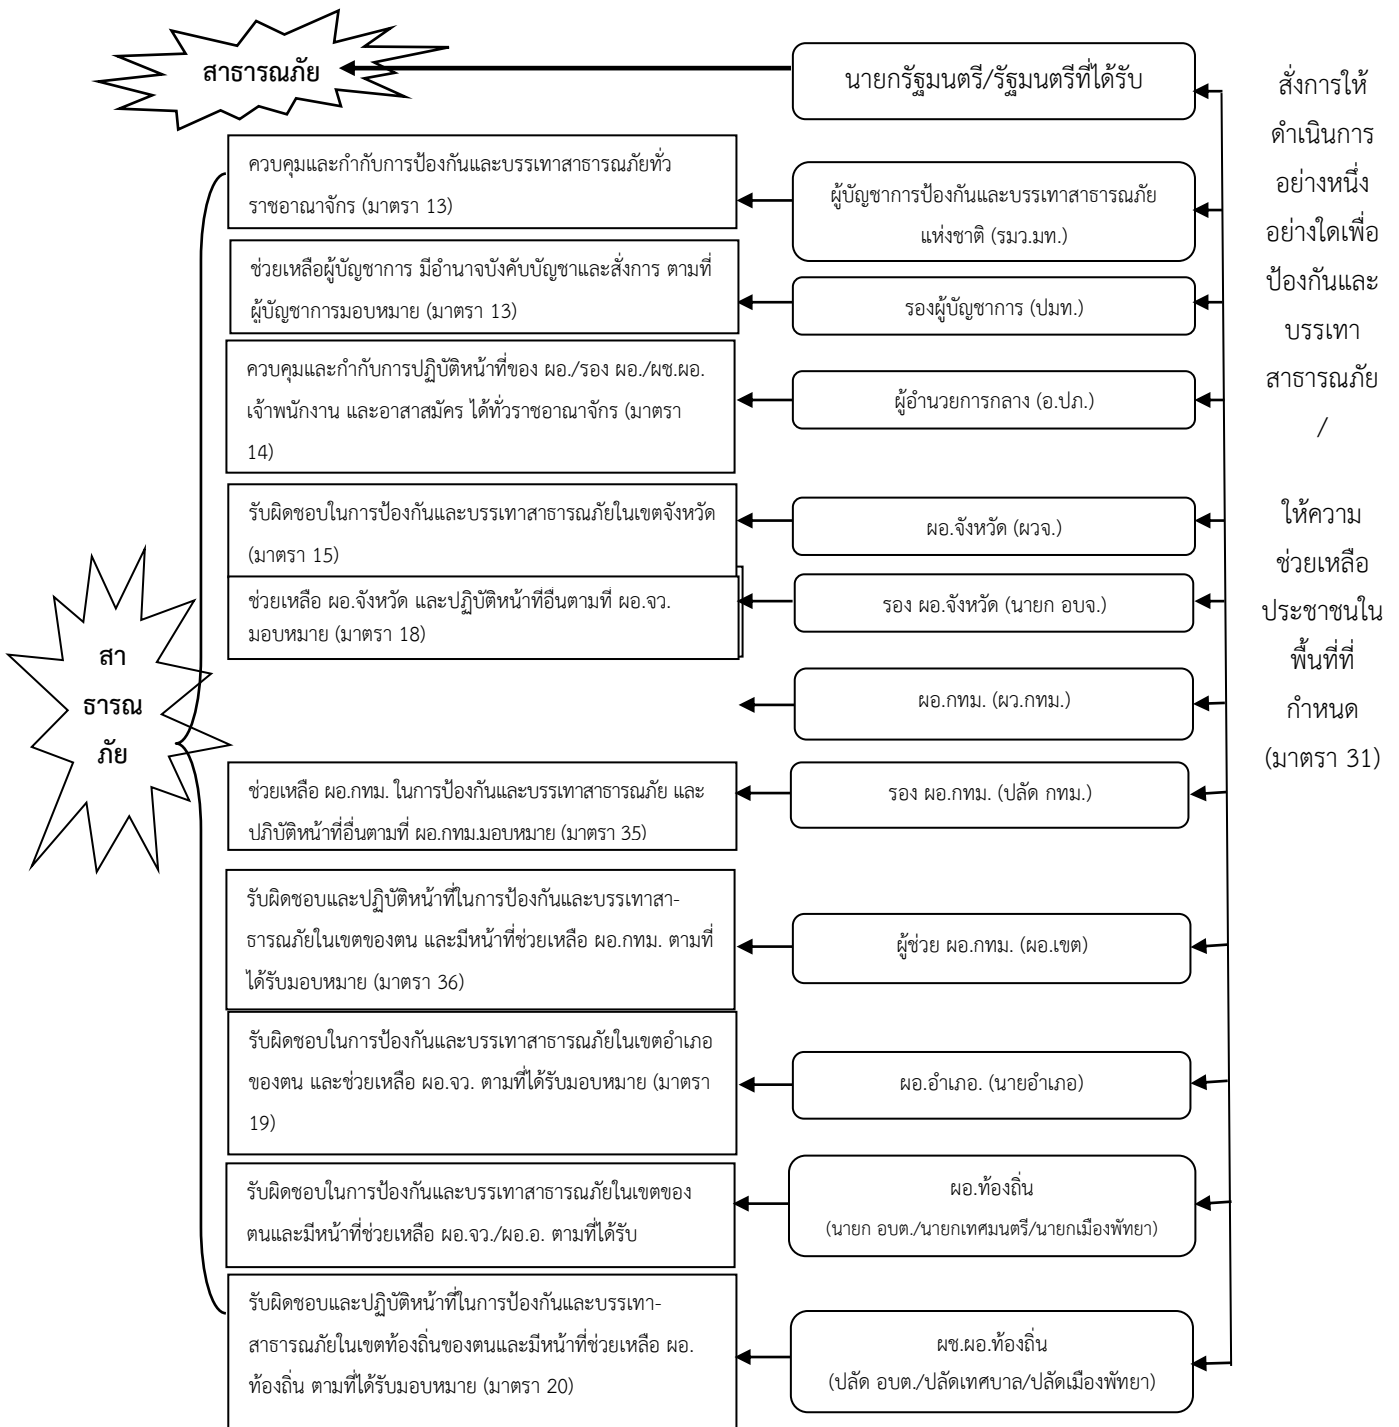 สาธารณภัย
นายกรัฐมนตรี/รัฐมนตรีที่ได้รับ
ควบคุมและกำกับการป้องกันและบรรเทาสาธารณภัยทั่ว
ราชอาณาจักร (มาตรา 13)
ผู้บัญชาการป้องกันและบรรเทาสาธารณภัย
แห่งชาติ (รมว.มท.)
ช่วยเหลือผู้บัญชาการ มีอำนาจบังคับบัญชาและสั่งการ ตามที่
ผู้บัญชาการมอบหมาย (มาตรา 13)
รองผู้บัญชาการ (ปมท.)
ควบคุมและกำกับการปฏิบัติหน้าที่ของ ผอ./รอง ผอ./ผช.ผอ.
เจ้าพนักงาน และอาสาสมัคร ได้ทั่วราชอาณาจักร (มาตรา
14)
ผู้อำนวยการกลาง (อ.ปภ.)
รับผิดชอบในการป้องกันและบรรเทาสาธารณภัยในเขตจังหวัด
(มาตรา 15)
ผอ.จังหวัด (ผวจ.)
ช่วยเหลือ ผอ.จังหวัด และปฏิบัติหน้าที่อื่นตามที่ ผอ.จว.
มอบหมาย (มาตรา 18)
รอง ผอ.จังหวัด (นายก อบจ.)
ผอ.กทม. (ผว.กทม.)
ช่วยเหลือ ผอ.กทม. ในการป้องกันและบรรเทาสาธารณภัย และ
ปภิบัติหน้าที่อื่นตามที่ ผอ.กทม.มอบหมาย (มาตรา 35)
รอง ผอ.กทม. (ปลัด กทม.)
รับผิดชอบและปฏิบัติหน้าที่ในการป้องกันและบรรเทาสา-
ธารณภัยในเขตของตน และมีหน้าที่ช่วยเหลือ ผอ.กทม. ตามที่
ได้รับมอบหมาย (มาตรา 36)
ผู้ช่วย ผอ.กทม. (ผอ.เขต)
รับผิดชอบในการป้องกันและบรรเทาสาธารณภัยในเขตอำเภอ
ของตน และช่วยเหลือ ผอ.จว. ตามที่ได้รับมอบหมาย (มาตรา
19)
ผอ.อำเภอ. (นายอำเภอ)
รับผิดชอบในการป้องกันและบรรเทาสาธารณภัยในเขตของ
ตนและมีหน้าที่ช่วยเหลือ ผอ.จว./ผอ.อ. ตามที่ได้รับ
ผอ.ท้องถิ่น
(นายก อบต./นายกเทศมนตรี/นายกเมืองพัทยา)
รับผิดชอบและปฏิบัติหน้าที่ในการป้องกันและบรรเทา-
สาธารณภัยในเขตท้องถิ่นของตนและมีหน้าที่ช่วยเหลือ ผอ.
ท้องถิ่น ตามที่ได้รับมอบหมาย (มาตรา 20)
ผช.ผอ.ท้องถิ่น
(ปลัด อบต./ปลัดเทศบาล/ปลัดเมืองพัทยา)
สา
ธารณ
ภัย
สั่งการให้
ดำเนินการ
อย่างหนึ่ง
อย่างใดเพื่อ
ป้องกันและ
บรรเทา
สาธารณภัย
/
ให้ความ
ช่วยเหลือ
ประชาชนใน
พื้นที่ที่
กำหนด
(มาตรา 31)